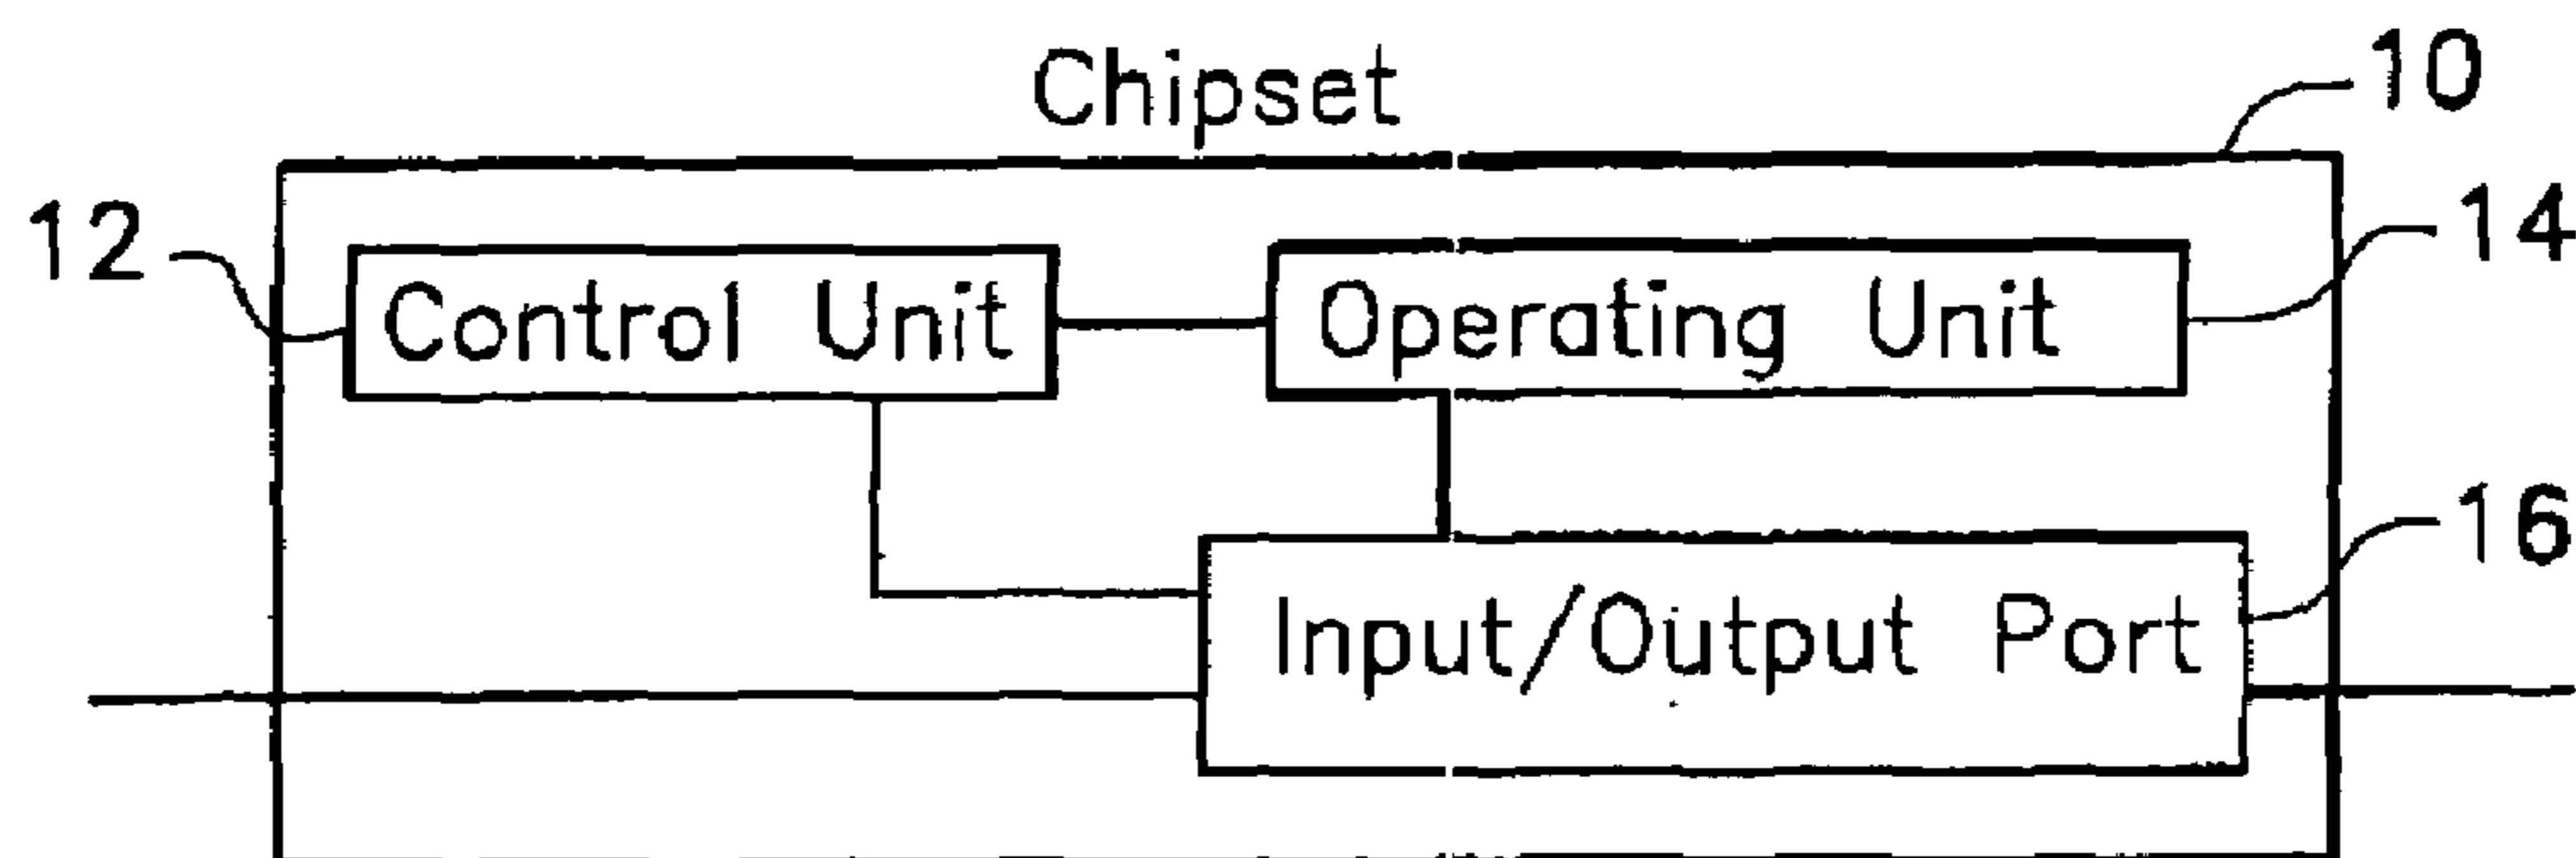 Chipset
10
12
Control Unit
Operating Unit
14
Input/Output Port
16